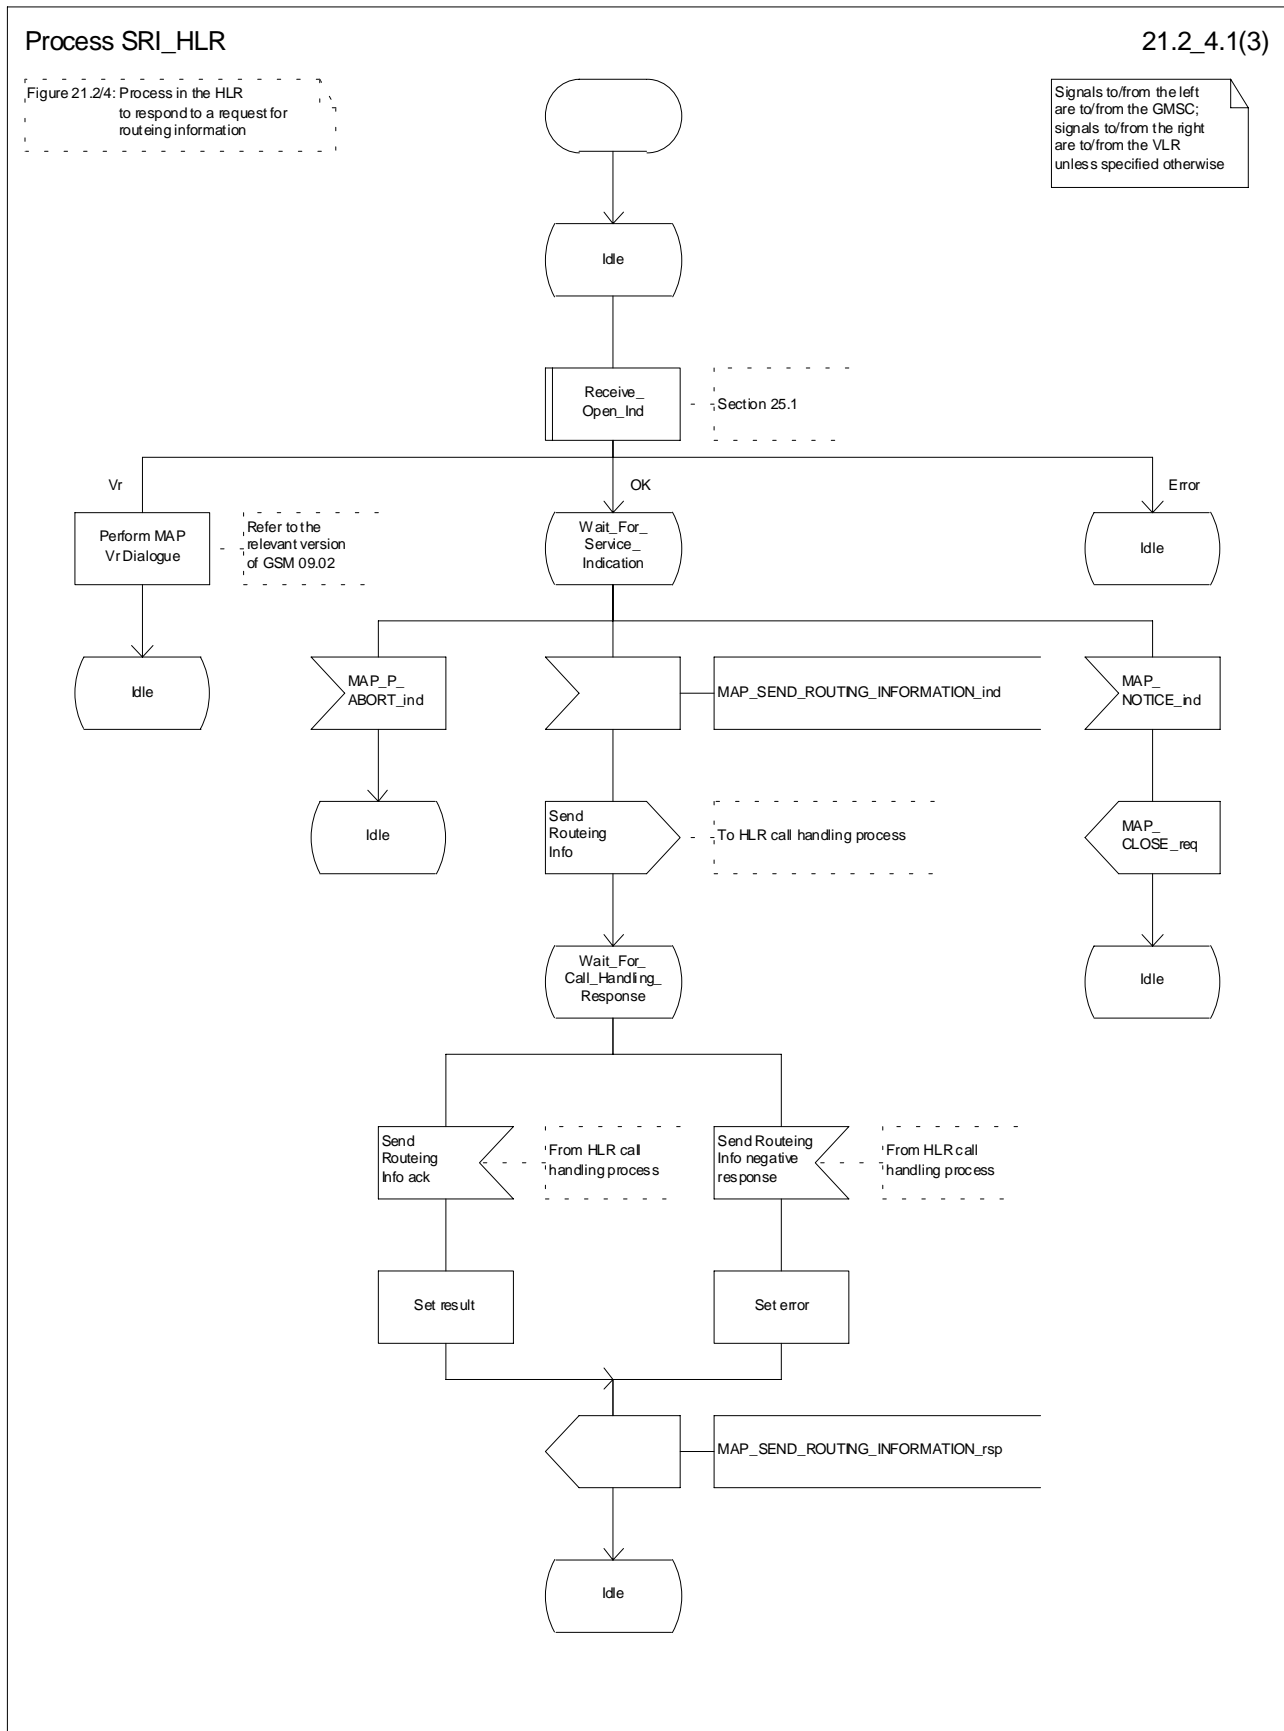 Process SRI_HLR
21.2_4.1(3)
Figure 21.2/4: Process in the HLR
to respond to a request for
routeing information
Signals to/from the left
are to/from the GMSC;
signals to/from the right
are to/from the VLR
unless specified otherwise
Idle
Receive_
Open_Ind
Section 25.1
Vr
OK
Error
Perform MAP
Vr Dialogue
Refer to the
relevant version
of GSM 09.02
Wait_For_
Service_
Indication
Idle
Idle
MAP_P_
ABORT_ind
MAP_SEND_ROUTING_INFORMATION_ind
MAP_
NOTICE_ind
Idle
Send
Routeing
Info
To HLR call handling process
MAP_
CLOSE_req
Wait_For_
Call_Handling_
Response
Idle
Send
Routeing
Info ack
From HLR call
handling process
Send Routeing
Info negative
response
From HLR call
handling process
Set result
Set error
MAP_SEND_ROUTING_INFORMATION_rsp
Idle